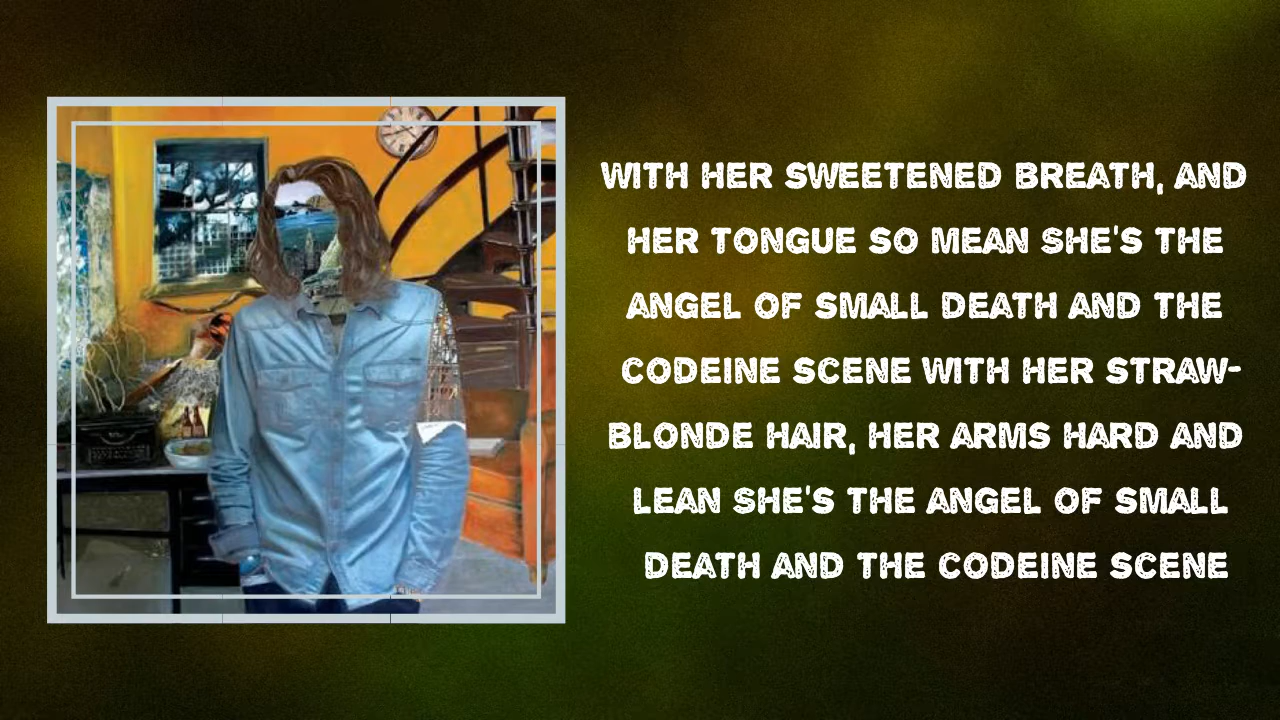 WITH HER SWEETENED BREATH, AND
HER TONGUE SO MEAN SHE'S THE
ANGEL OF SMALL DEATH AND THE
CODEINE SCENE WITH HER STRAW-
BLONDE HAIR, HER ARMS HARD AND
LEAN SHE'S THE ANGEL OF SMALL
DEATH AND THE CODEINE SCENE